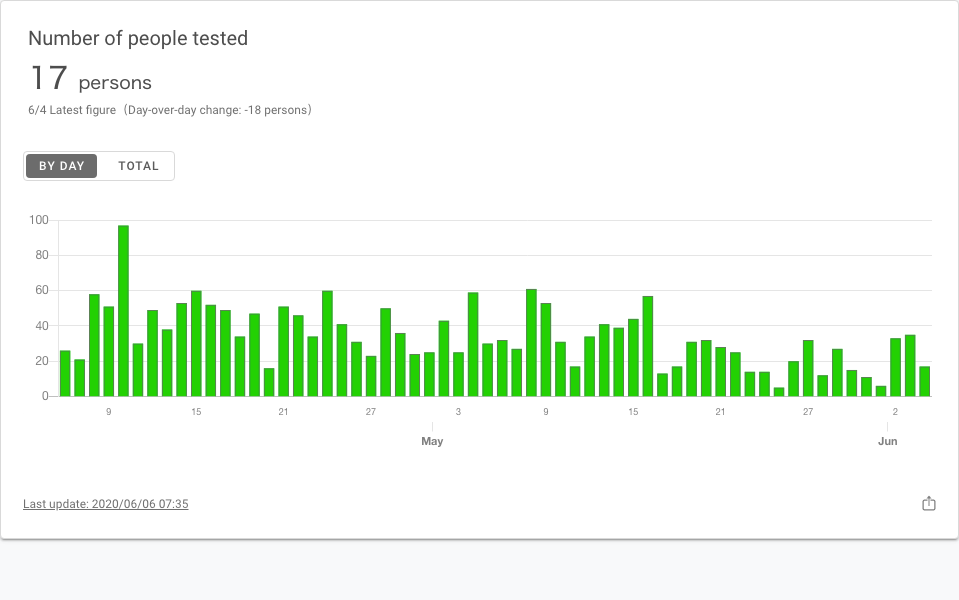 Number of people tested
17 persons
6/4 Latest figure（Day-over-day change: -18 persons）
BY DAY TOTAL
100
80
60
40
20
0
9 15 21 27 3 9 15 21 27 2
May Jun
Last update: 2020/06/06 07:35